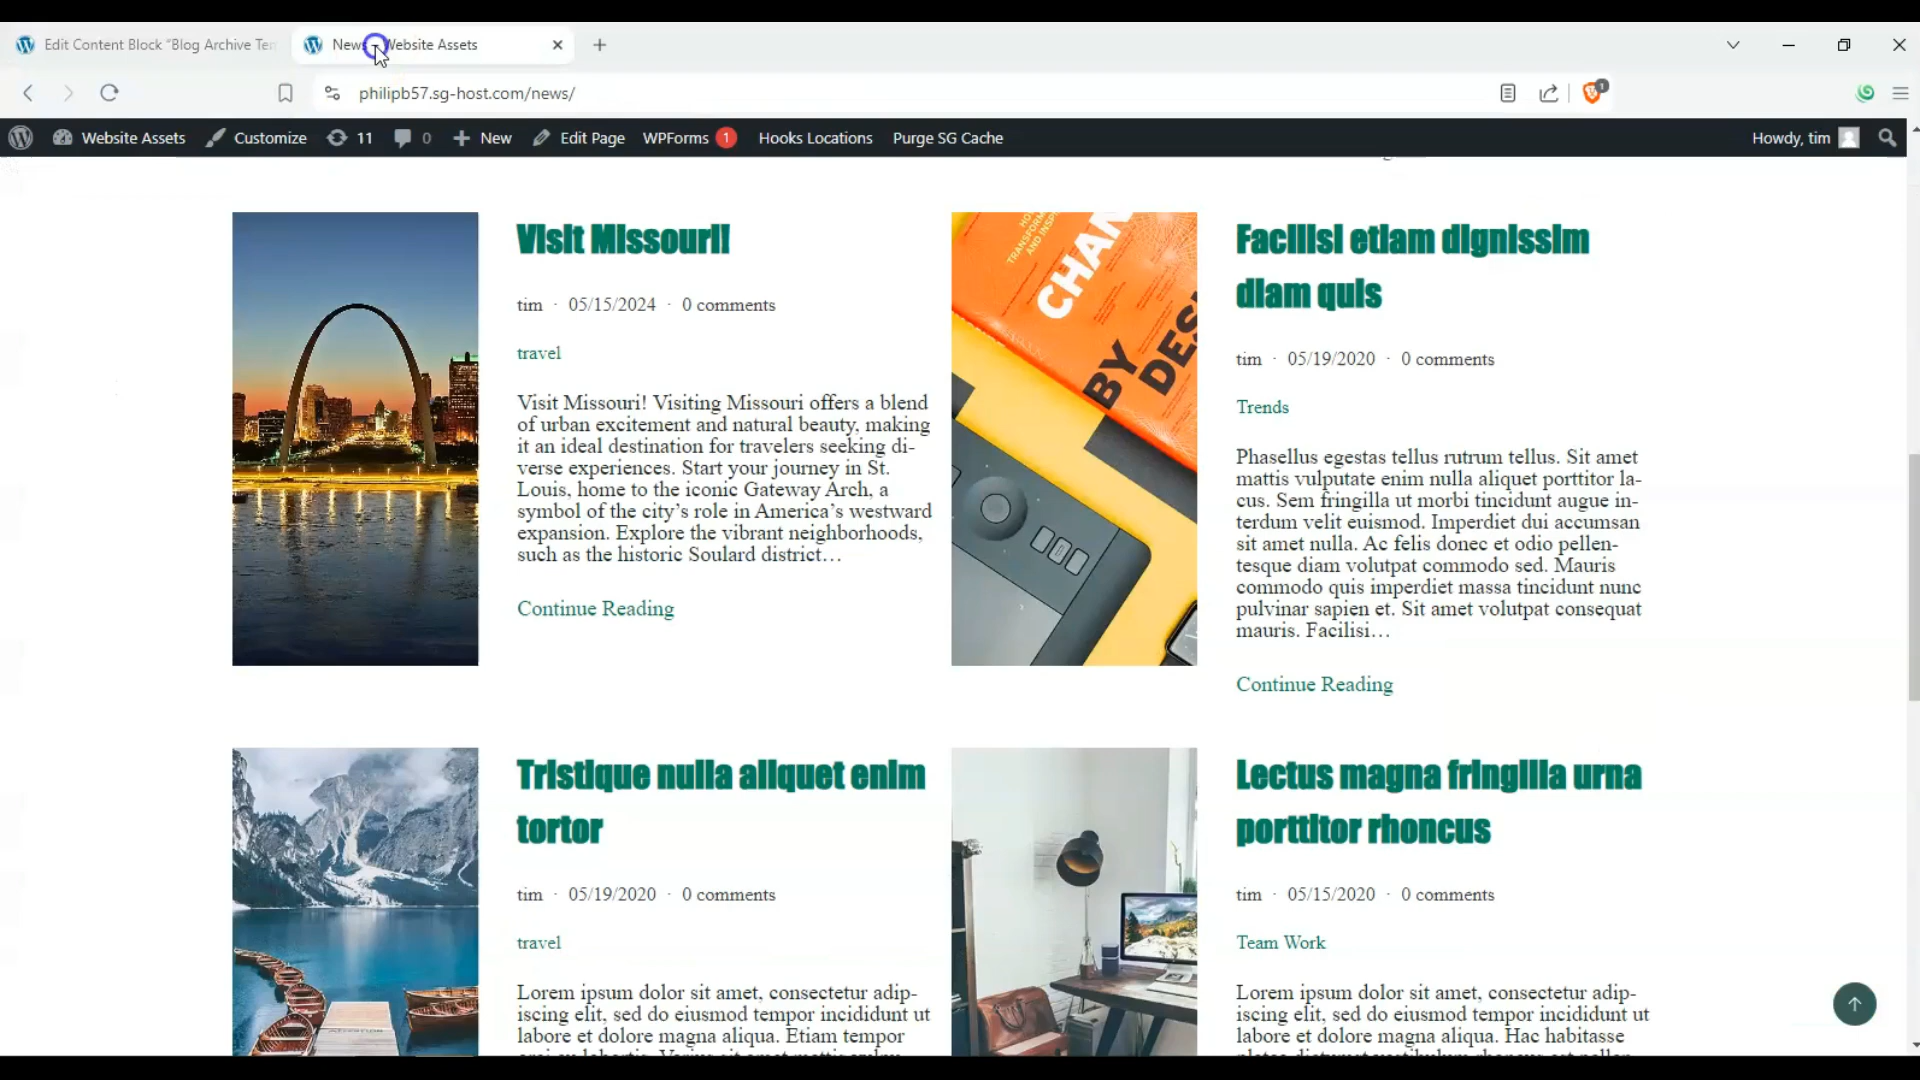 Edit Content Block "Blog Archive Ten
News – Website Assets
philipb57.sg-host.com/news/
1
Website Assets
Customize
11
0
New
Edit Page
WPForms 1
Hooks Locations
Purge SG Cache
Howdy, tim
Visit Missouri!
tim · 05/15/2024 · 0 comments
travel
Visit Missouri! Visiting Missouri offers a blend
of urban excitement and natural beauty, making
it an ideal destination for travelers seeking di-
verse experiences. Start your journey in St.
Louis, home to the iconic Gateway Arch, a
symbol of the city's role in America's westward
expansion. Explore the vibrant neighborhoods,
such as the historic Soulard district…
Continue Reading
TRANSFORM
AND INSPI
CHAN
BY
DES
Facilisi etiam dignissim
diam quis
tim · 05/19/2020 · 0 comments
Trends
Phasellus egestas tellus rutrum tellus. Sit amet
mattis vulputate enim nulla aliquet porttitor la-
cus. Sem fringilla ut morbi tincidunt augue in-
terdum velit euismod. Imperdiet dui accumsan
sit amet nulla. Ac felis donec et odio pellen-
tesque diam volutpat commodo sed. Mauris
commodo quis imperdiet massa tincidunt nunc
pulvinar sapien et. Sit amet volutpat consequat
mauris. Facilisi…
Continue Reading
Tristique nulla aliquet enim
tortor
tim · 05/19/2020 · 0 comments
travel
Lorem ipsum dolor sit amet, consectetur adip-
iscing elit, sed do eiusmod tempor incididunt ut
labore et dolore magna aliqua. Etiam tempor
Lectus magna fringilla urna
porttitor rhoncus
tim · 05/15/2020 · 0 comments
Team Work
Lorem ipsum dolor sit amet, consectetur adip-
iscing elit, sed do eiusmod tempor incididunt ut
labore et dolore magna aliqua. Hac habitasse